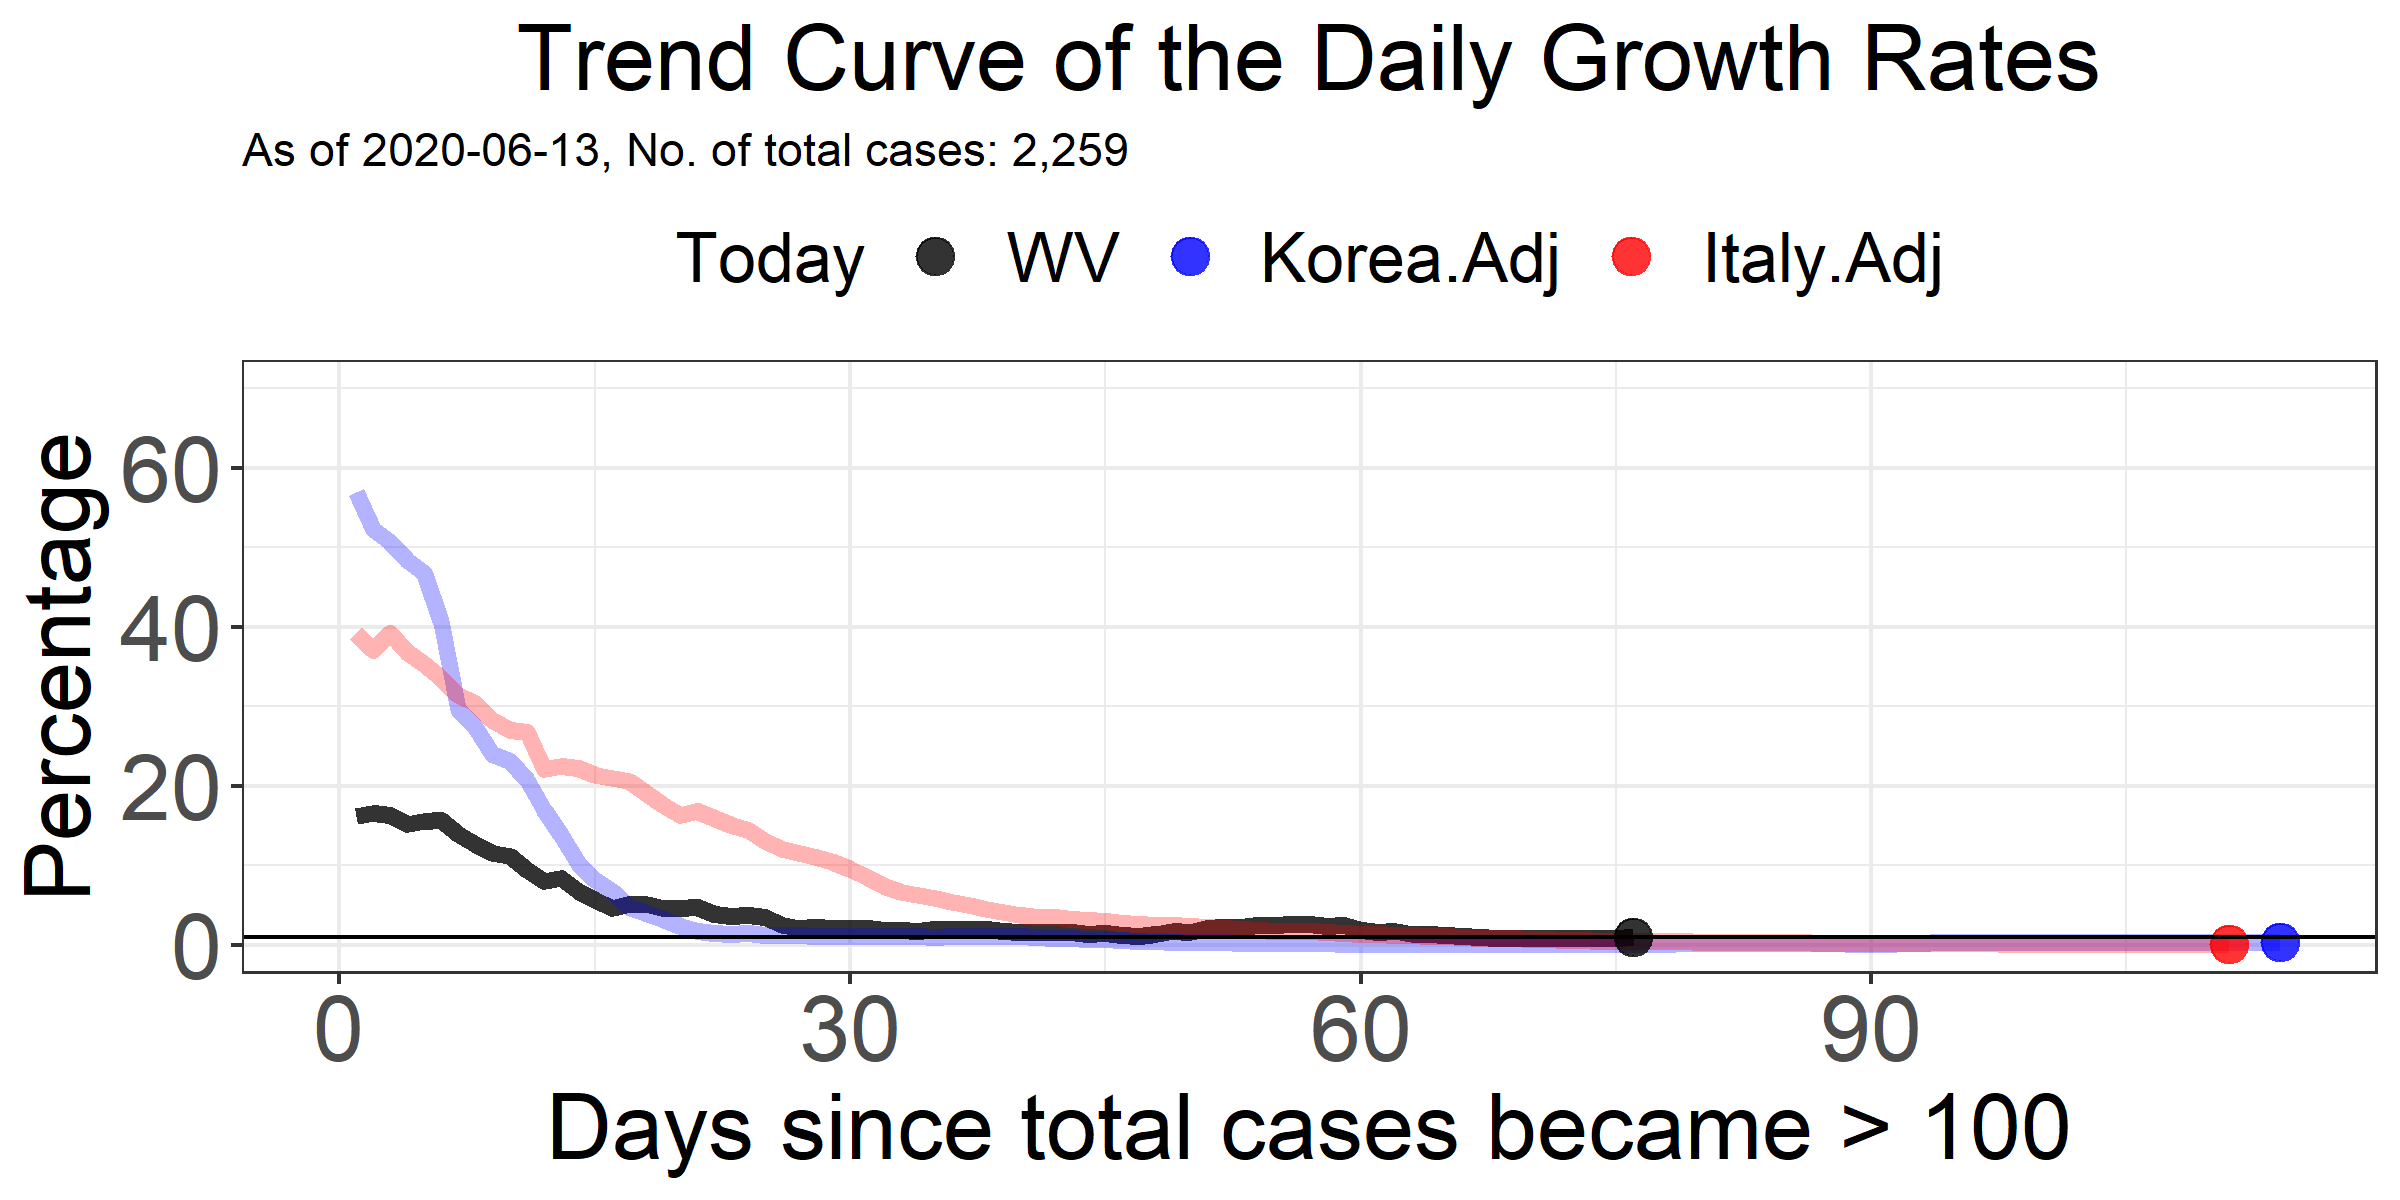 Trend Curve of the Daily Growth Rates
As of 2020-06-13, No. of total cases: 2,259
Today WV Korea.Adj Italy.Adj
Percentage
60
40
20
0
0 30 60 90
Days since total cases became > 100